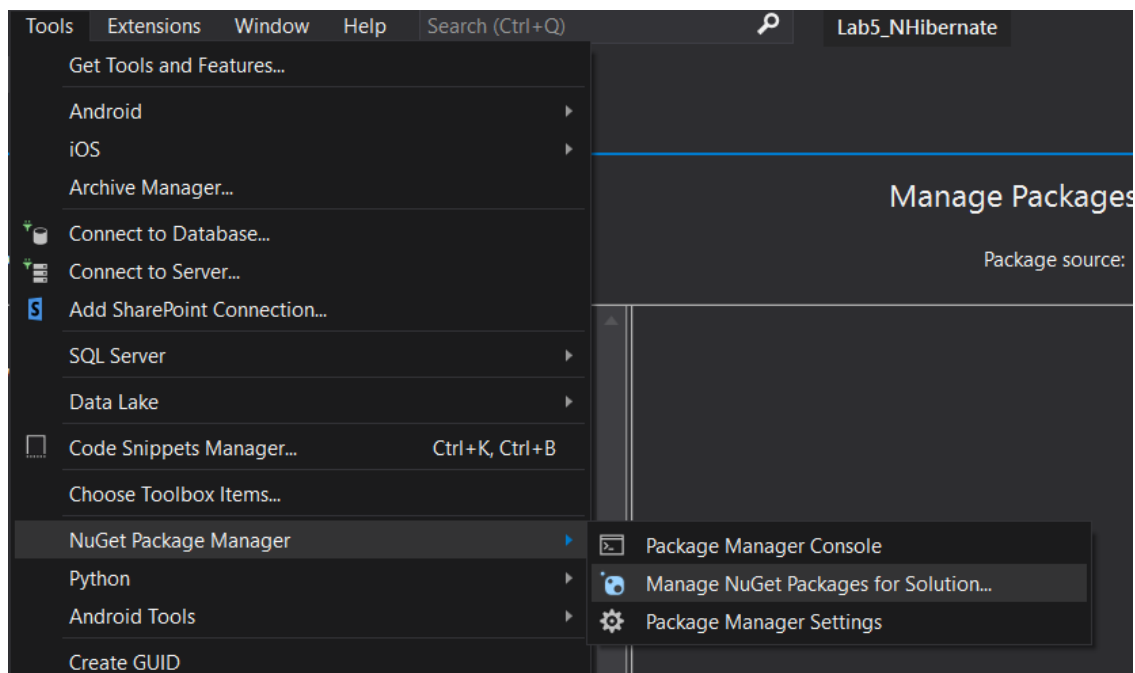 Tools Extensions Window Help Search (Ctrl+Q) Lab5_NHibernate
Get Tools and Features...
Android
iOS
Archive Manager...
Manage Packages
Connect to Database...
Package source:
Connect to Server...
Add SharePoint Connection...
SQL Server
Data Lake
Code Snippets Manager... Ctrl+K, Ctrl+B
Choose Toolbox Items...
NuGet Package Manager
Package Manager Console
Python
Manage NuGet Packages for Solution...
Android Tools
Package Manager Settings
Create GUID